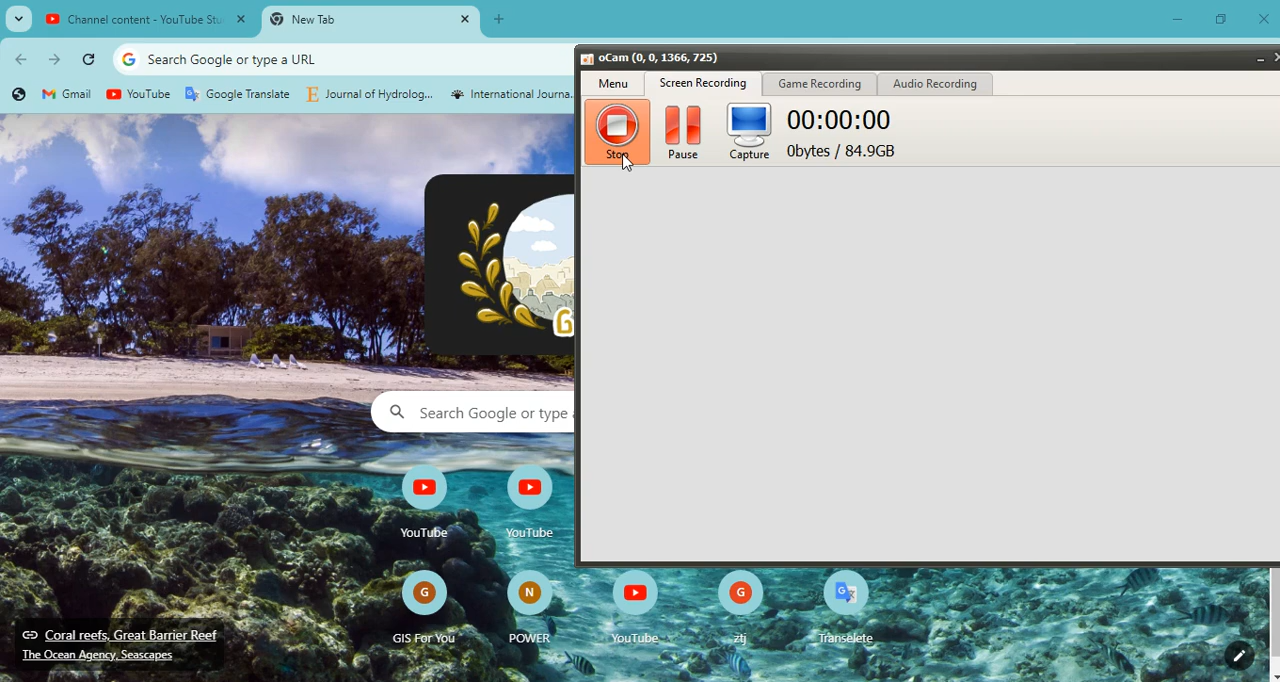 Channel content - YouTube Stu
New Tab
Search Google or type a URL
Gmail
YouTube
Google Translate
Journal of Hydrolog...
International Journa...
oCam (0, 0, 1366, 725)
Menu
Screen Recording
Game Recording
Audio Recording
Stop
Pause
Capture
00:00:00
0bytes / 84.9GB
G
Search Google or type a
YouTube
YouTube
G
N
G
GIS For You
POWER
YouTube
ztj
Transelete
Coral reefs, Great Barrier Reef
The Ocean Agency, Seascapes